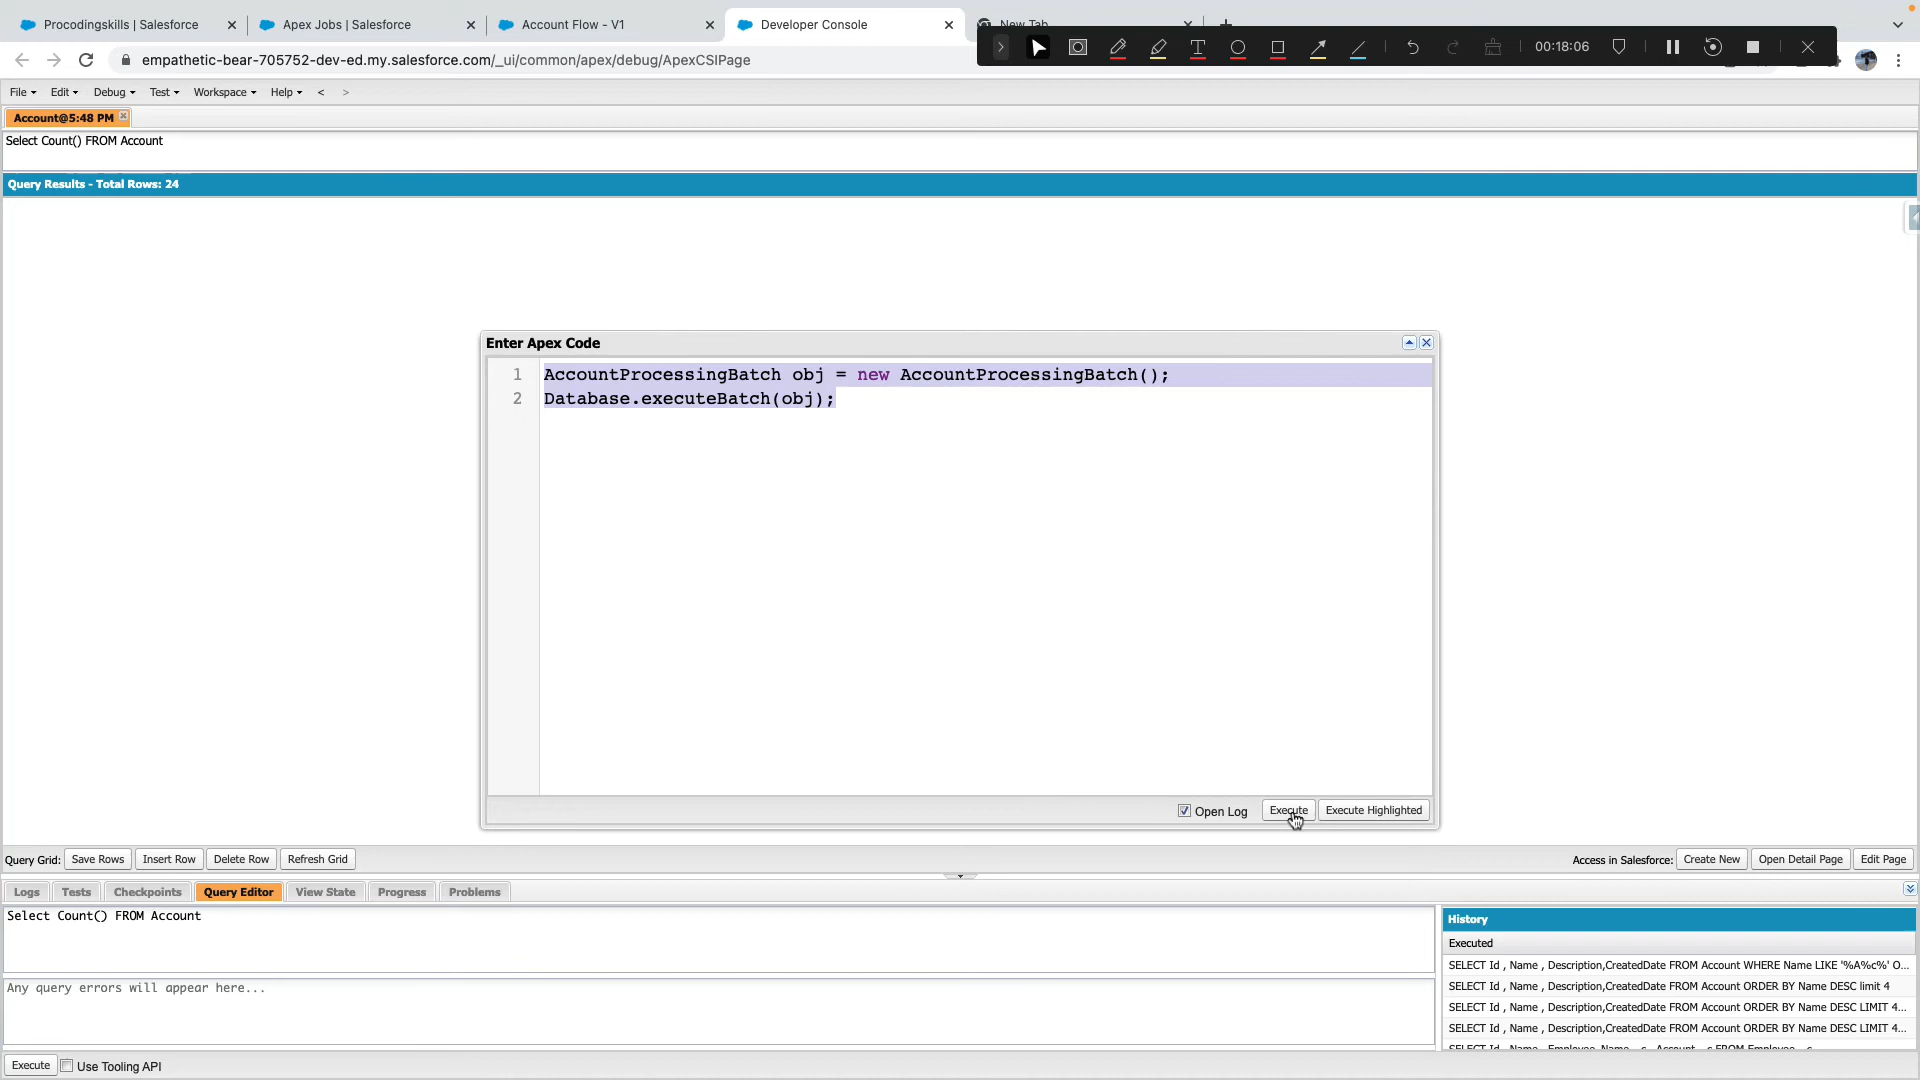 Procodingskills | Salesforce
Apex Jobs | Salesforce
Account Flow - V1
Developer Console
New Tab
empathetic-bear-705752-dev-ed.my.salesforce.com/_ui/common/apex/debug/ApexCSIPage
00:18:06
File Edit Debug Test Workspace Help < >
Account@5:48 PM
Select Count() FROM Account
Query Results - Total Rows: 24
Enter Apex Code
1 AccountProcessingBatch obj = new AccountProcessingBatch();
2 Database.executeBatch(obj);
Open Log Execute Execute Highlighted
Query Grid: Save Rows Insert Row Delete Row Refresh Grid
Access in Salesforce: Create New Open Detail Page Edit Page
Logs Tests Checkpoints Query Editor View State Progress Problems
Select Count() FROM Account
Any query errors will appear here...
History
Executed
SELECT Id , Name , Description,CreatedDate FROM Account WHERE Name LIKE '%A%c%' O...
SELECT Id , Name , Description,CreatedDate FROM Account ORDER BY Name DESC limit 4
SELECT Id , Name , Description,CreatedDate FROM Account ORDER BY Name DESC LIMIT 4...
SELECT Id , Name , Description,CreatedDate FROM Account ORDER BY Name DESC LIMIT 4...
Execute Use Tooling API